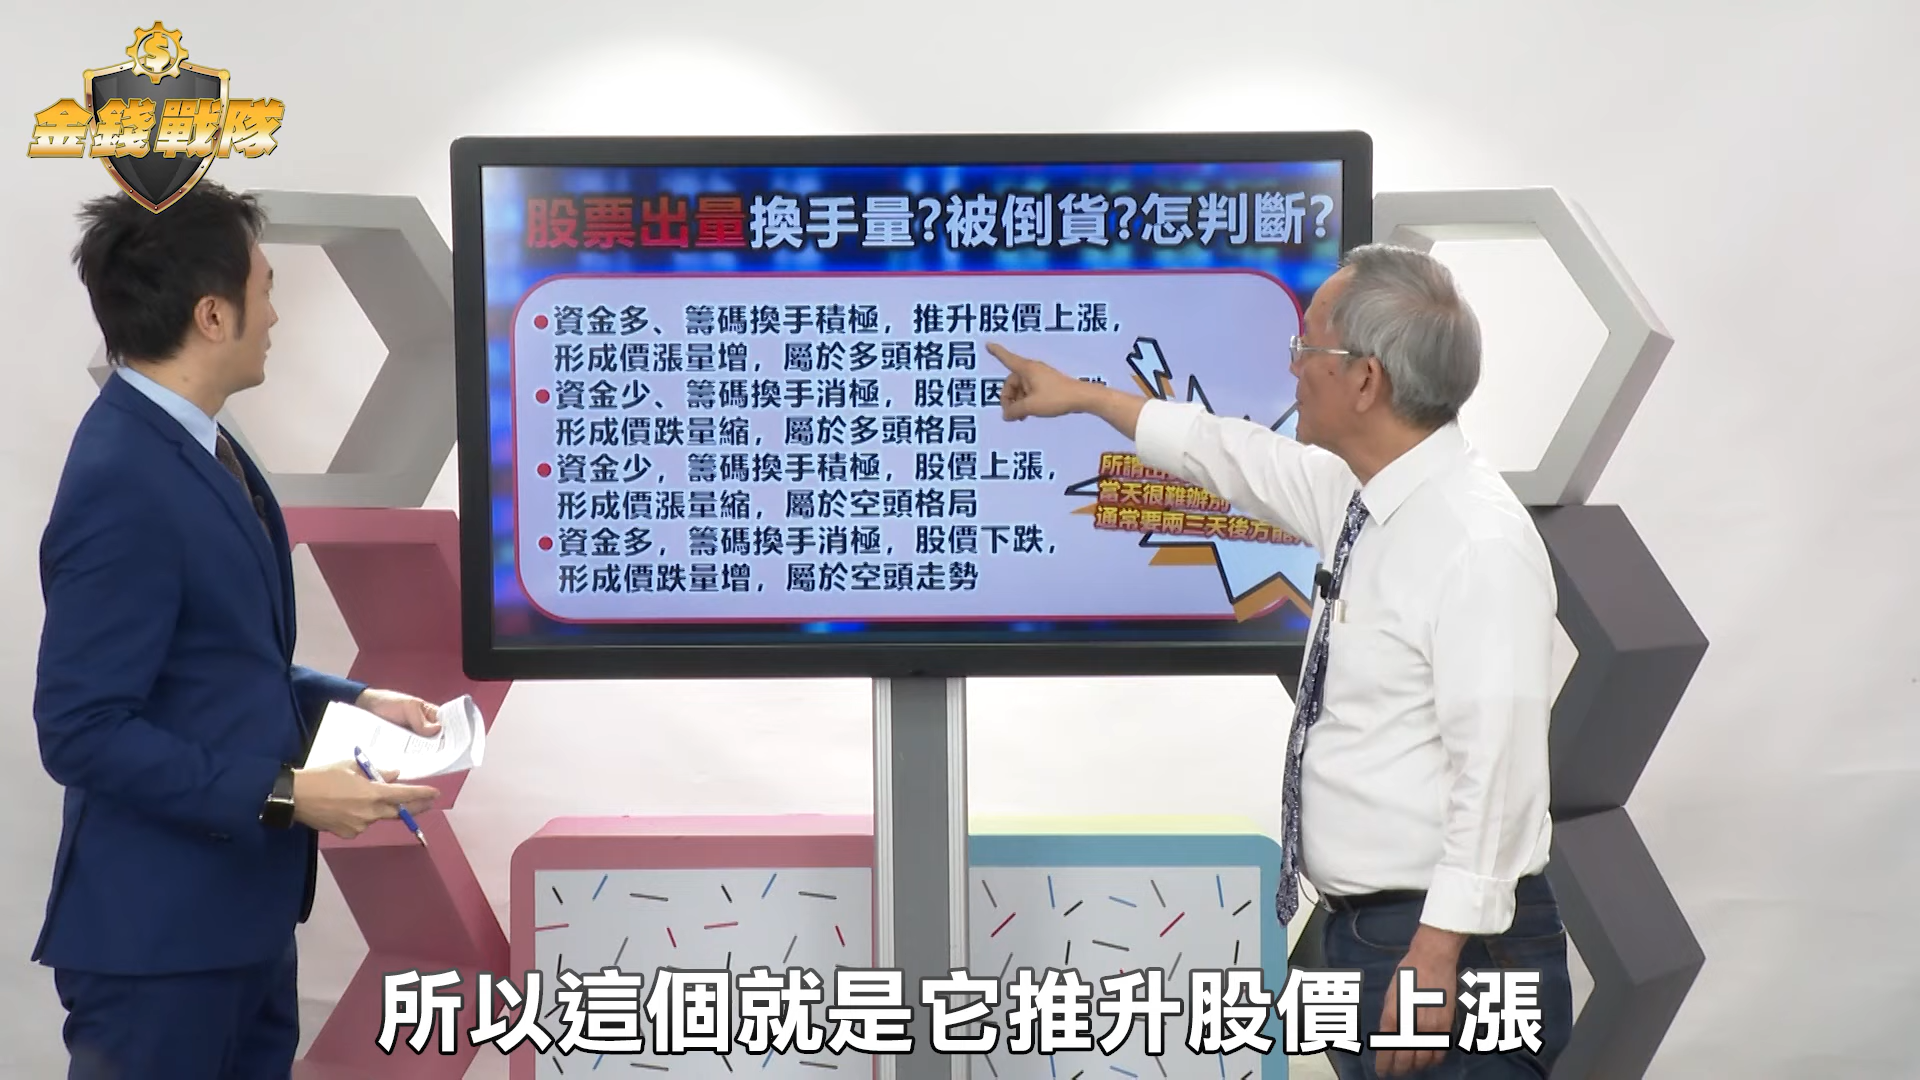 金錢戰隊
股票出量換手量?被倒貨?怎判斷?
•資金多、籌碼換手積極，推升股價上漲，
形成價漲量增，屬於多頭格局
•資金少、籌碼換手消極，股價因
形成價跌量縮，屬於多頭格局
•資金少，籌碼換手積極，股價上漲，
形成價漲量縮，屬於空頭格局
•資金多，籌碼換手消極，股價下跌，
形成價跌量增，屬於空頭走勢
所謂出
當天很難辦別
通常要兩三天後方能
所以這個就是它推升股價上漲